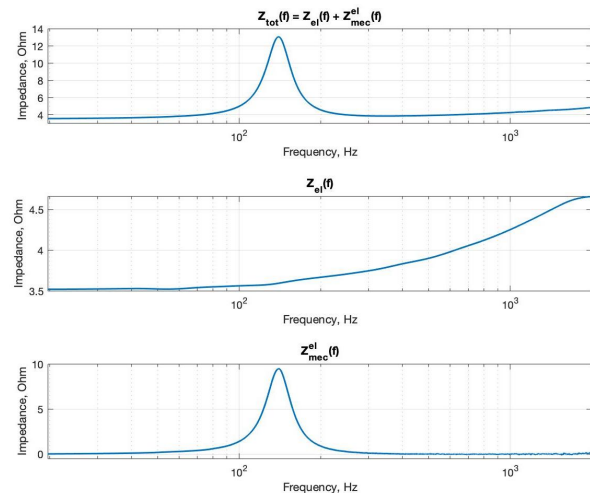 Z_tot(f) = Z_el(f) + Z_mec^el(f)
14
12
10
8
6
4
Impedance, Ohm
10^2
10^3
Frequency, Hz
Z_el(f)
4.5
4
3.5
Impedance, Ohm
10^2
10^3
Frequency, Hz
Z_mec^el(f)
10
5
0
Impedance, Ohm
10^2
10^3
Frequency, Hz